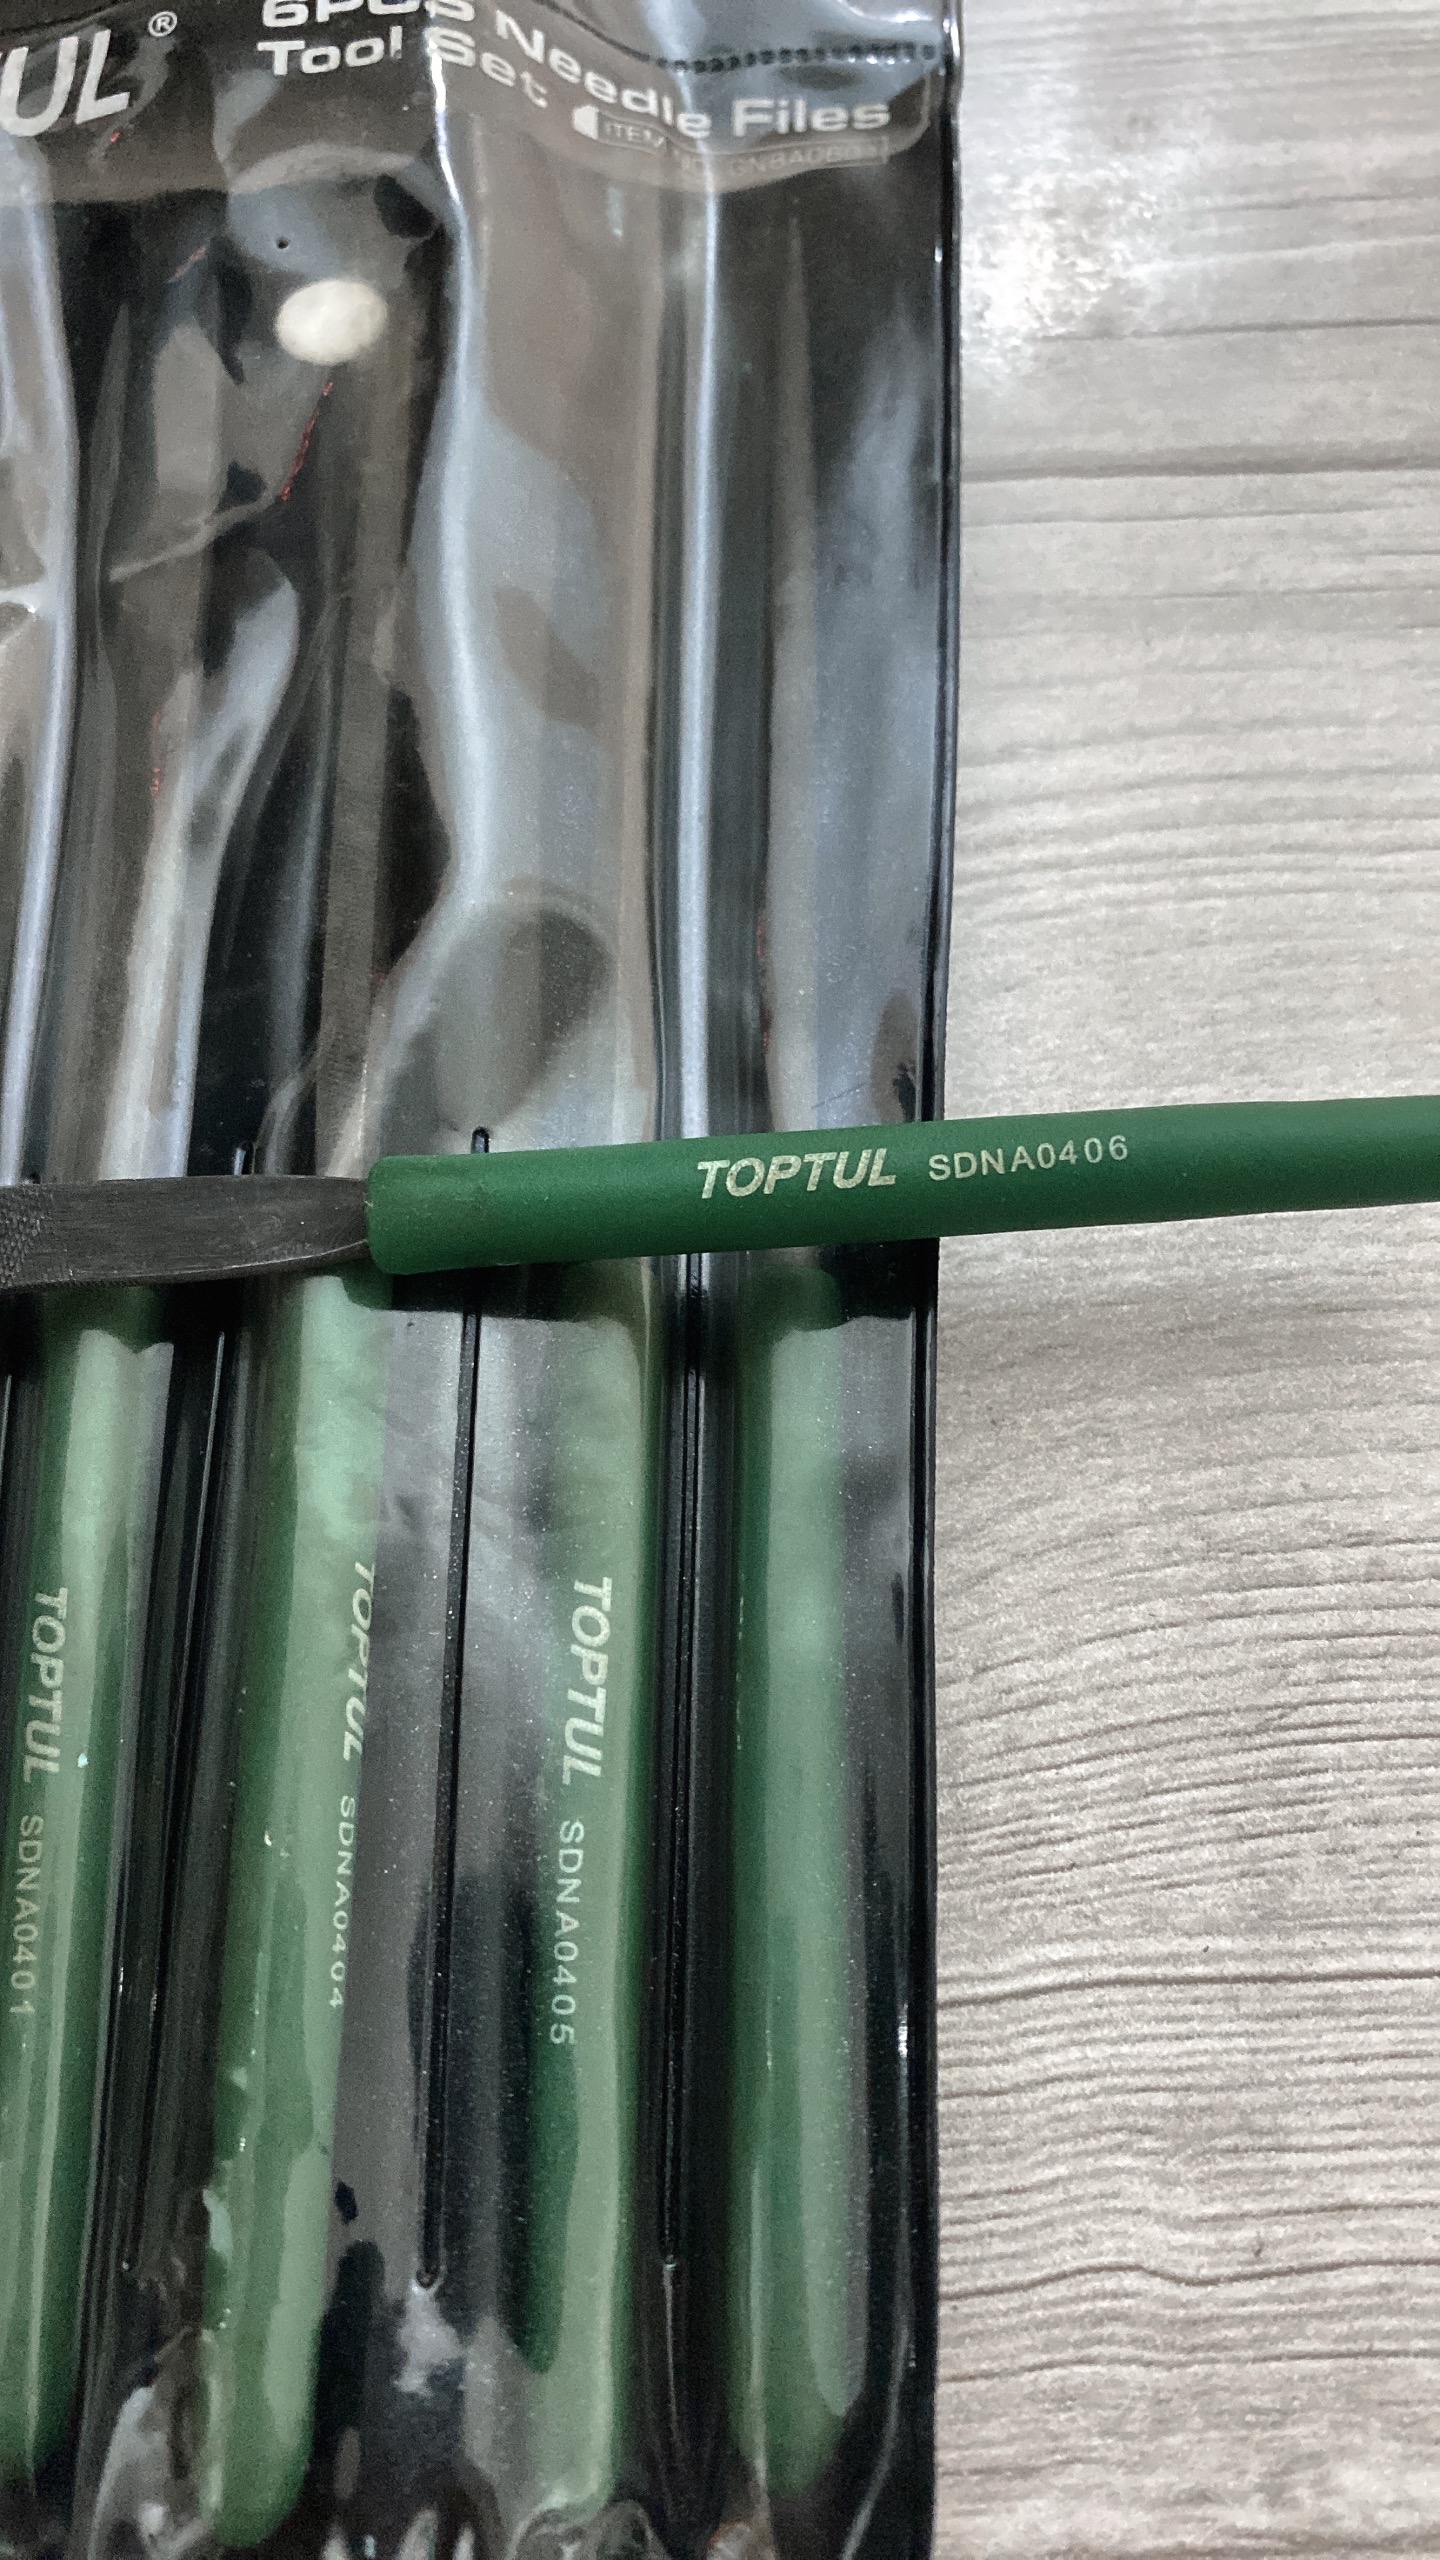 UL®
6PCS Needle Files
Tool Set
TOPTUL SDNA0406
TOPTUL SDNA0401
TOPTUL SDNA0404
TOPTUL SDNA0405